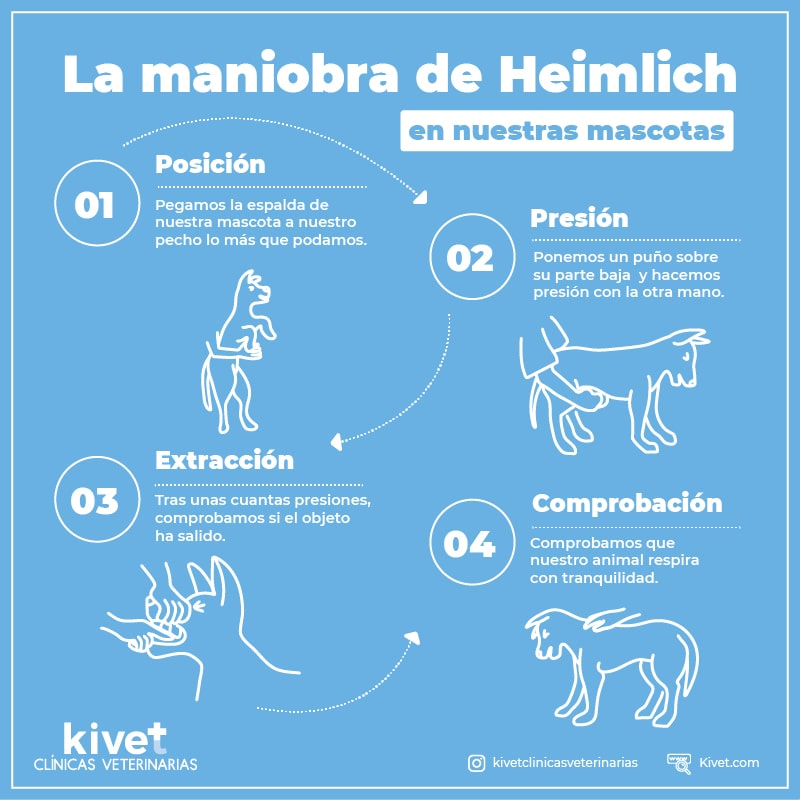 La maniobra de Heimlich
en nuestras mascotas
01
Posición
Pegamos la espalda de
nuestra mascota a nuestro
pecho lo más que podamos.
02
Presión
Ponemos un puño sobre
su parte baja y hacemos
presión con la otra mano.
03
Extracción
Tras unas cuantas presiones,
comprobamos si el objeto
ha salido.
04
Comprobación
Comprobamos que
nuestro animal respira
con tranquilidad.
kivet
CLÍNICAS VETERINARIAS
kivetclinicasveterinarias
www
Kivet.com